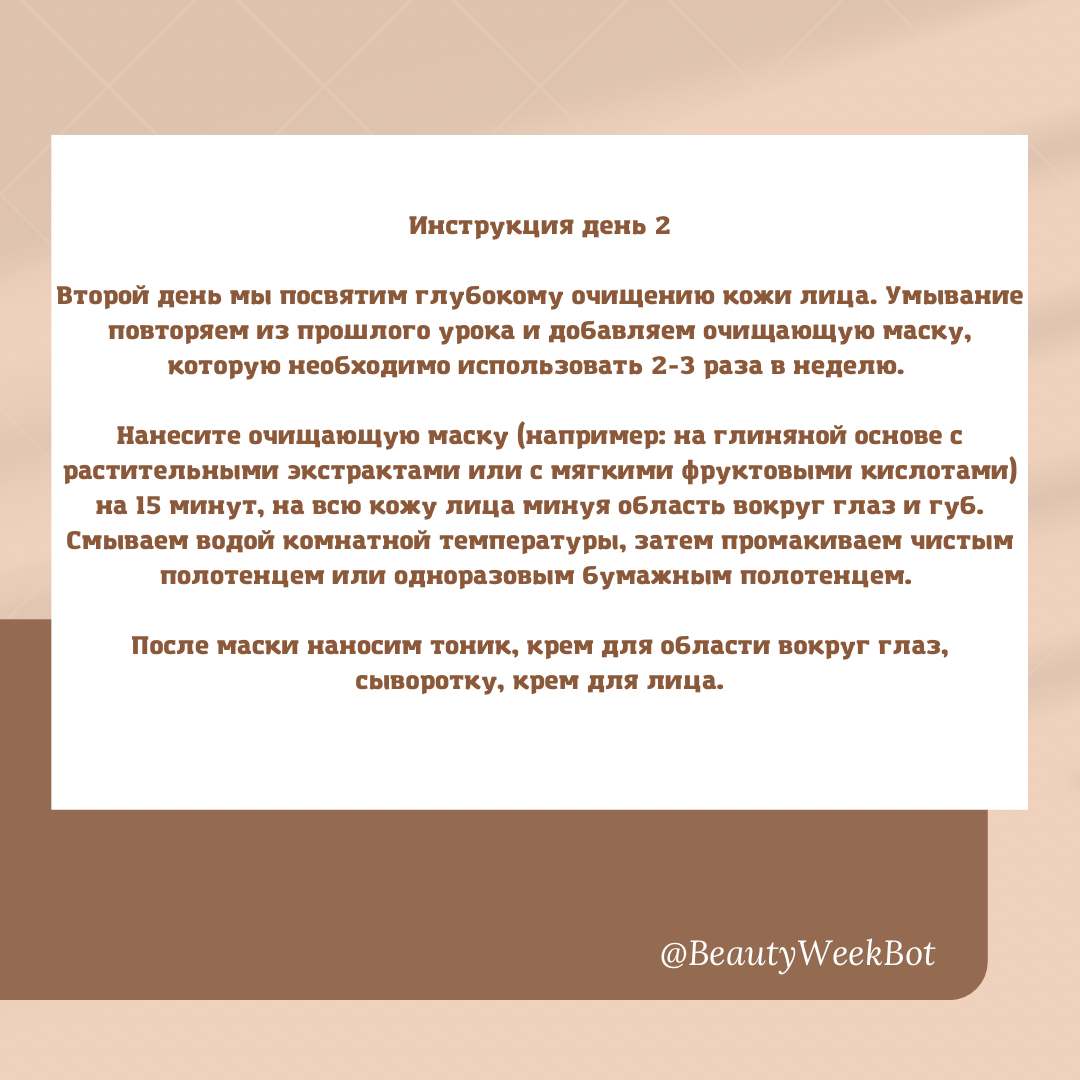 Инструкция день 2
Второй день мы посвятим глубокому очищению кожи лица. Умывание
повторяем из прошлого урока и добавляем очищающую маску,
которую необходимо использовать 2-3 раза в неделю.
Нанесите очищающую маску (например: на глиняной основе с
растительными экстрактами или с мягкими фруктовыми кислотами)
на 15 минут, на всю кожу лица минуя область вокруг глаз и губ.
Смываем водой комнатной температуры, затем промакиваем чистым
полотенцем или одноразовым бумажным полотенцем.
После маски наносим тоник, крем для области вокруг глаз,
сыворотку, крем для лица.
@BeautyWeekBot